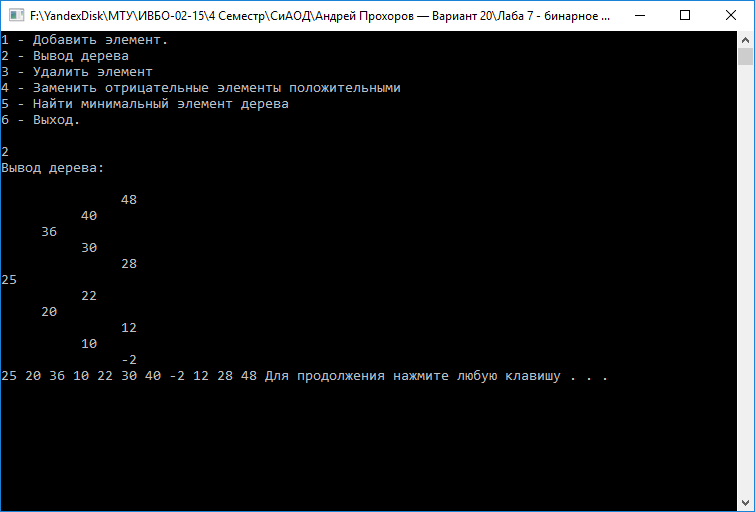 F:\YandexDisk\МТУ\ИВБО-02-15\4 Семестр\СиАОД\Андрей Прохоров — Вариант 20\Лаба 7 - бинарное ...
1 - Добавить элемент.
2 - Вывод дерева
3 - Удалить элемент
4 - Заменить отрицательные элементы положительными
5 - Найти минимальный элемент дерева
6 - Выход.
2
Вывод дерева:
48
40
36
30
28
25
22
20
12
10
-2
25 20 36 10 22 30 40 -2 12 28 48 Для продолжения нажмите любую клавишу . . .